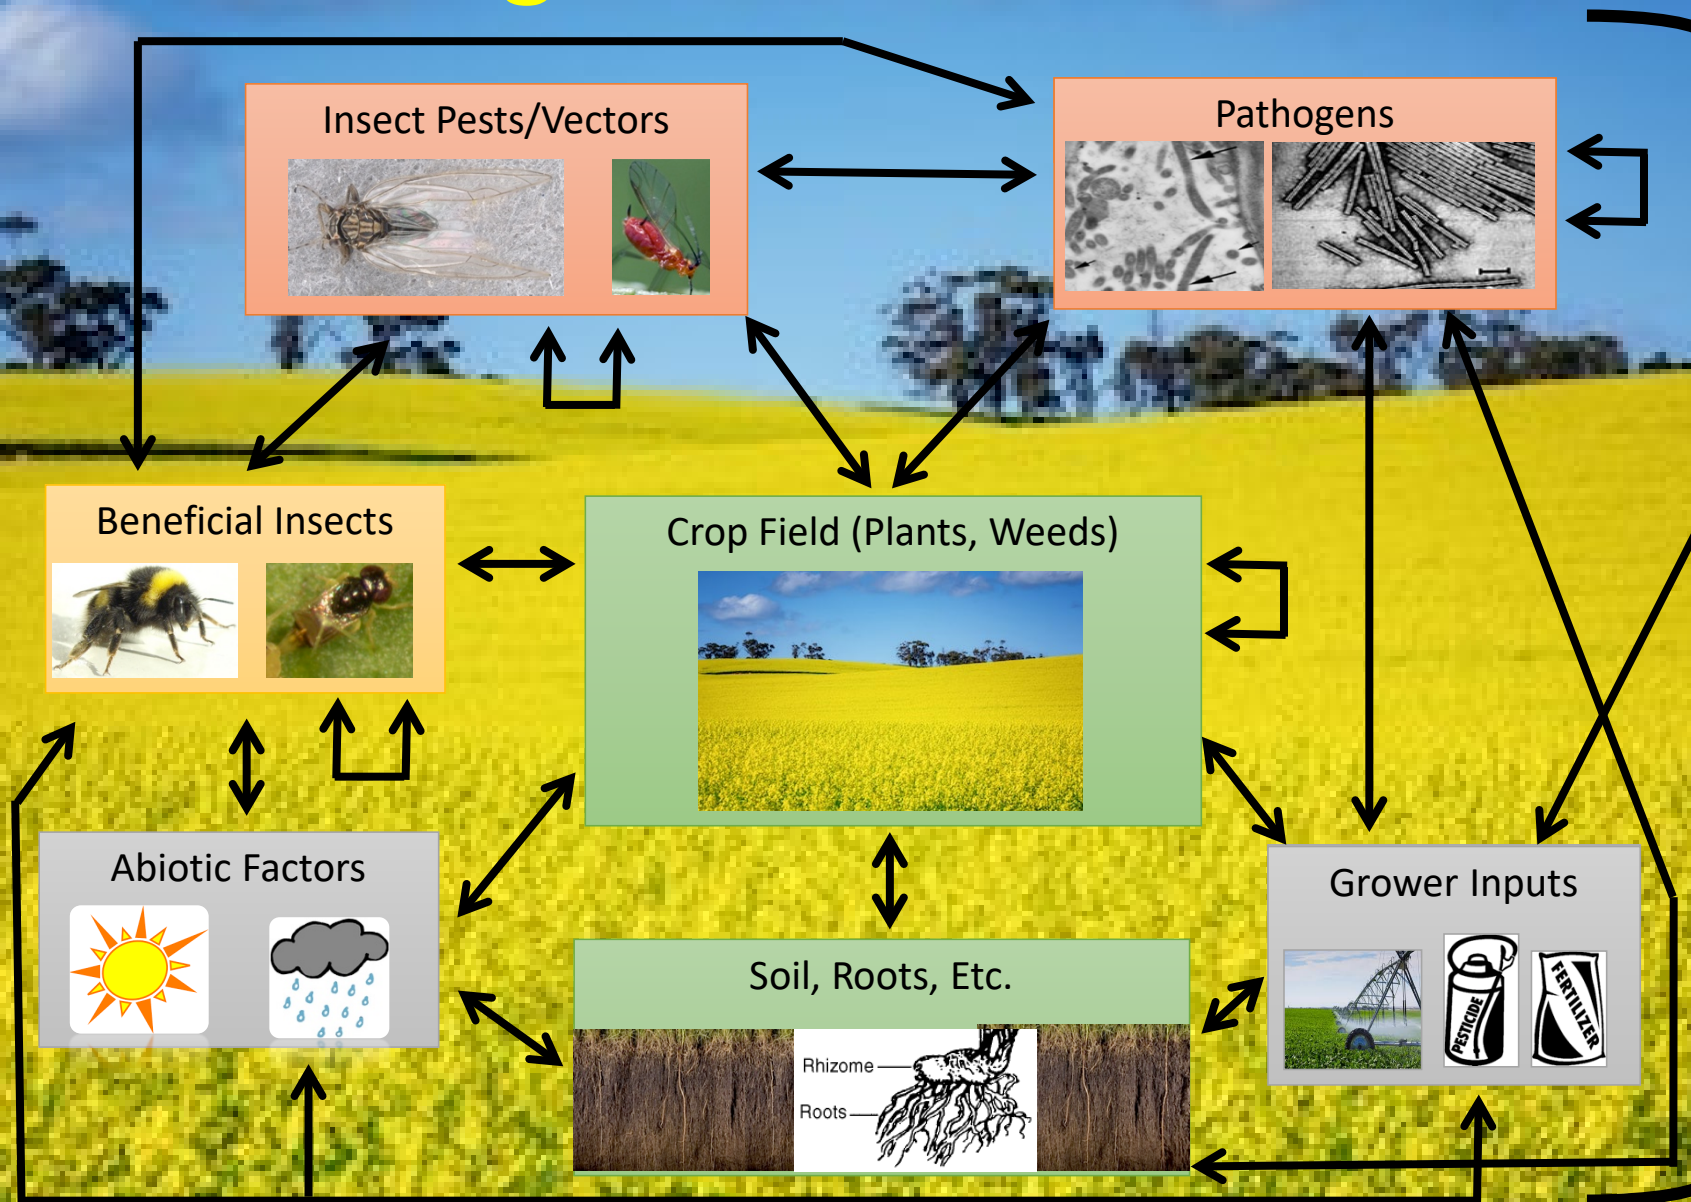 Insect Pests/Vectors
Pathogens
Beneficial Insects
Crop Field (Plants, Weeds)
Abiotic Factors
Grower Inputs
PESTICIDE
FERTILIZER
Soil, Roots, Etc.
Rhizome
Roots